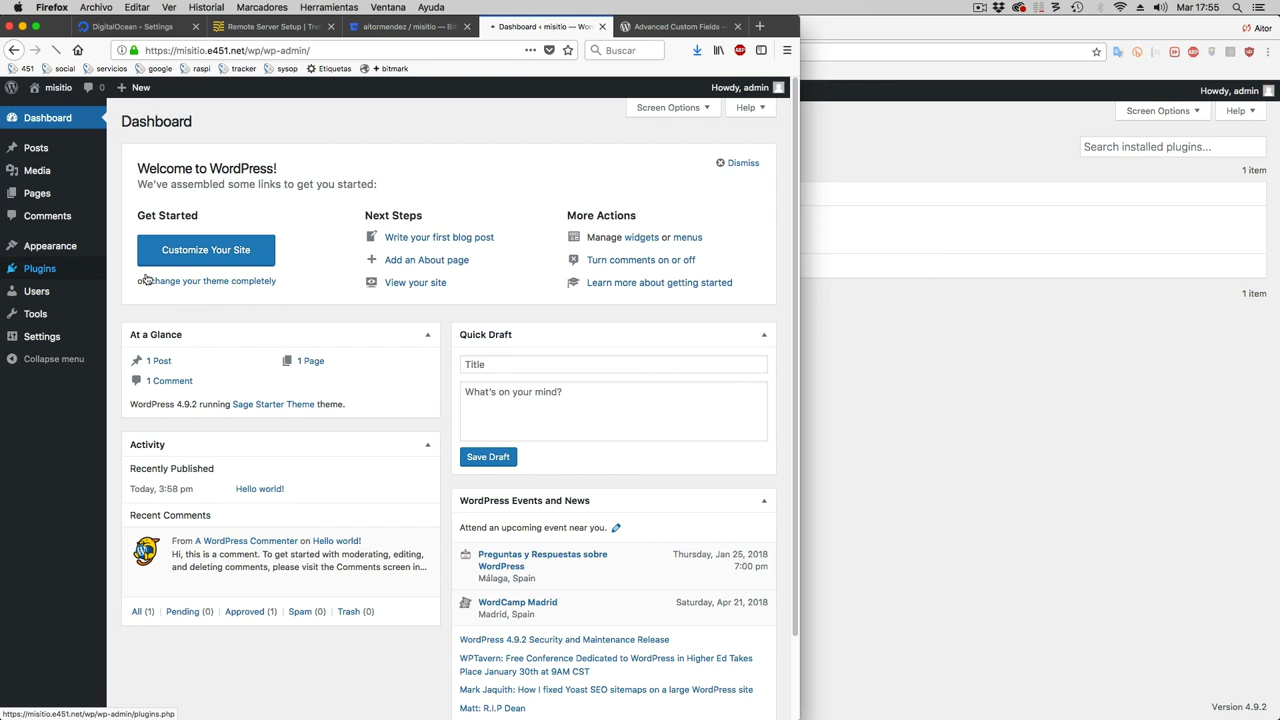 Firefox Archivo Editar Ver Historial Marcadores Herramientas Ventana Ayuda
Mar 17:55
DigitalOcean - Settings
Remote Server Setup | Trellis
aitormendez / misitio — Bit
Dashboard ‹ misitio — Wor
Advanced Custom Fields —
Aitor
https://misitio.e451.net/wp/wp-admin/
Buscar
451 social servicios google raspi tracker sysop Etiquetas + bitmark
misitio 0 New
Howdy, admin
Howdy, admin
Screen Options
Help
Screen Options
Help
Dashboard
Posts
Media
Pages
Comments
Appearance
Plugins
Users
Tools
Settings
Collapse menu
Dashboard
Search installed plugins...
1 item
1 item
Welcome to WordPress!
Dismiss
We've assembled some links to get you started:
Get Started
Customize Your Site
or change your theme completely
Next Steps
Write your first blog post
Add an About page
View your site
More Actions
Manage widgets or menus
Turn comments on or off
Learn more about getting started
At a Glance
1 Post
1 Page
1 Comment
WordPress 4.9.2 running Sage Starter Theme theme.
Activity
Recently Published
Today, 3:58 pm Hello world!
Recent Comments
From A WordPress Commenter on Hello world!
Hi, this is a comment. To get started with moderating, editing,
and deleting comments, please visit the Comments screen in...
All (1) | Pending (0) | Approved (1) | Spam (0) | Trash (0)
Quick Draft
Title
What's on your mind?
Save Draft
WordPress Events and News
Attend an upcoming event near you.
Preguntas y Respuestas sobre
WordPress
Málaga, Spain
Thursday, Jan 25, 2018
7:00 pm
WordCamp Madrid
Madrid, Spain
Saturday, Apr 21, 2018
WordPress 4.9.2 Security and Maintenance Release
WPTavern: Free Conference Dedicated to WordPress in Higher Ed Takes
Place January 30th at 9AM CST
Mark Jaquith: How I fixed Yoast SEO sitemaps on a large WordPress site
Matt: R.I.P Dean
https://misitio.e451.net/wp/wp-admin/plugins.php
Version 4.9.2